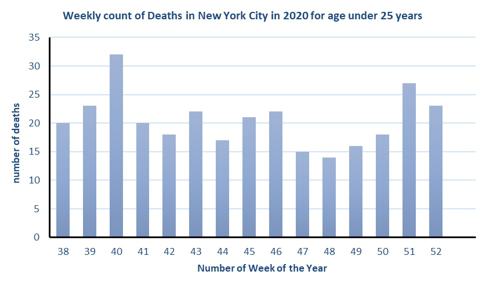 Weekly count of Deaths in New York City in 2020 for age under 25 years
35
30
25
20
15
10
5
0
number of deaths
38 39 40 41 42 43 44 45 46 47 48 49 50 51 52
Number of Week of the Year